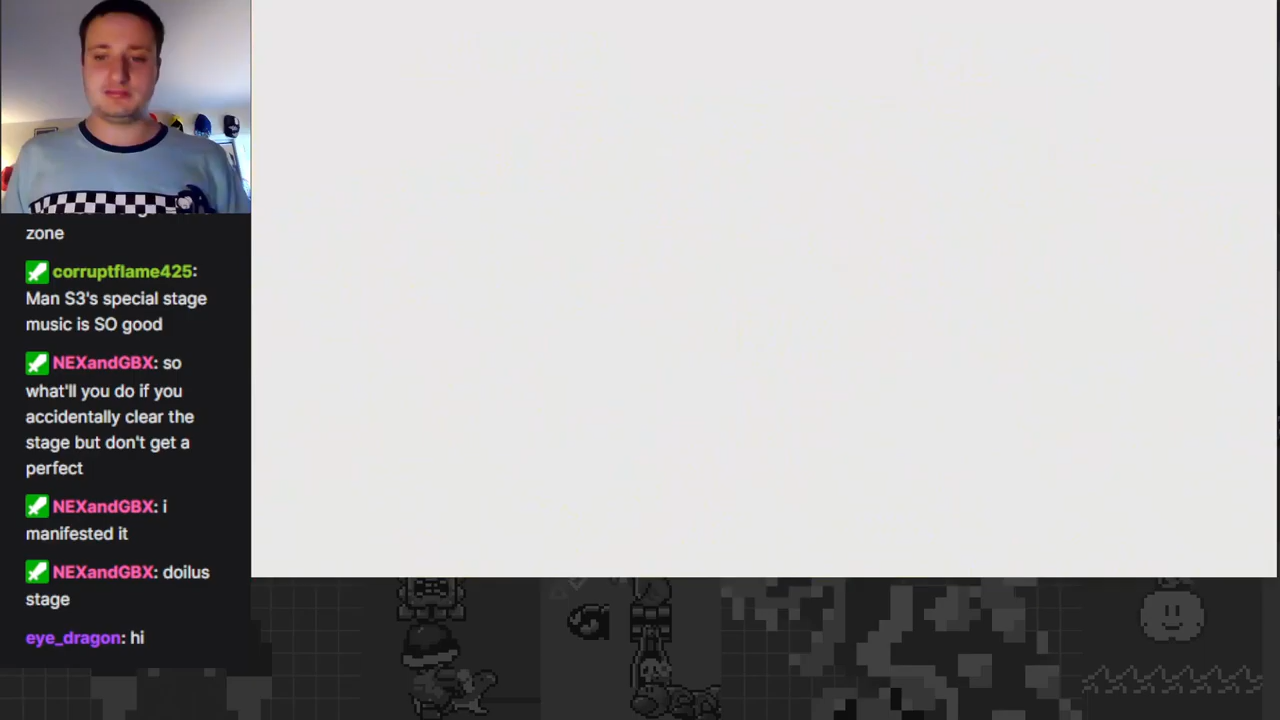 zone
corruptflame425:
Man S3's special stage
music is SO good
NEXandGBX: so
what'll you do if you
accidentally clear the
stage but don't get a
perfect
NEXandGBX: i
manifested it
NEXandGBX: doilus
stage
eye_dragon: hi